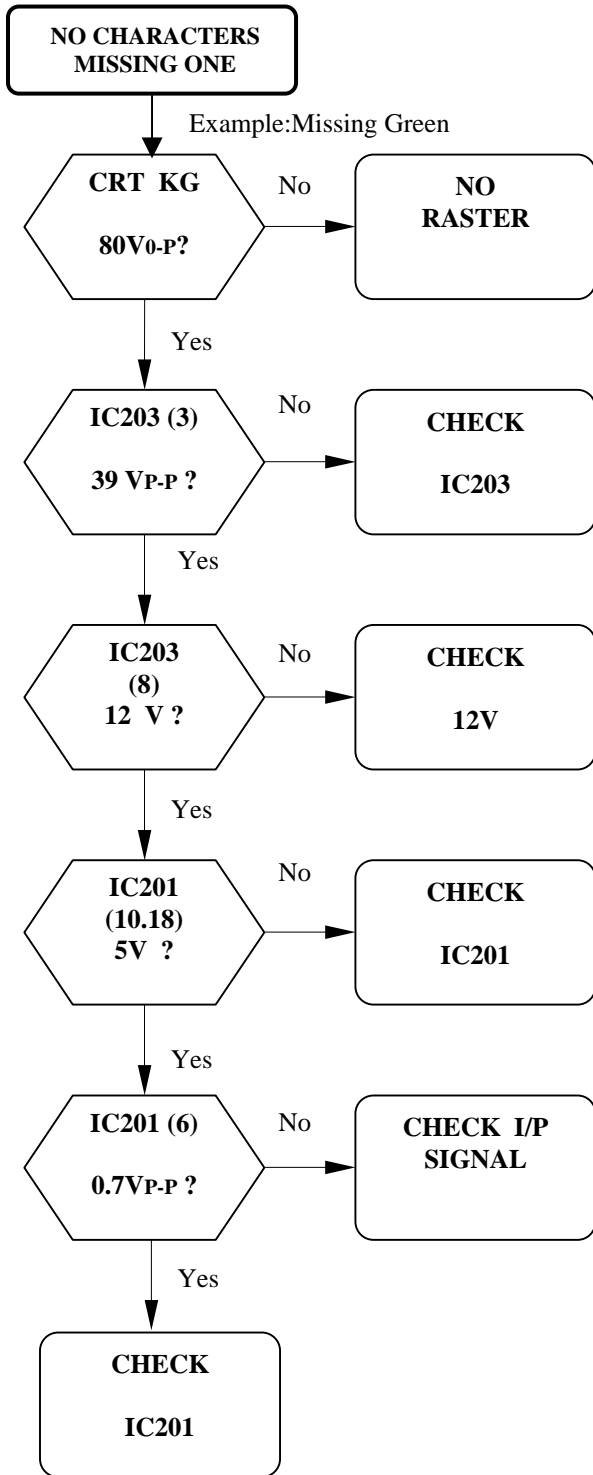 NO CHARACTERS
MISSING ONE
Example:Missing Green
CRT KG
80V0-P?
No
NO
RASTER
Yes
IC203 (3)
39 VP-P ?
No
CHECK
IC203
Yes
IC203
(8)
12 V ?
No
CHECK
12V
Yes
IC201
(10.18)
5V ?
No
CHECK
IC201
Yes
IC201 (6)
0.7VP-P ?
No
CHECK I/P
SIGNAL
Yes
CHECK
IC201